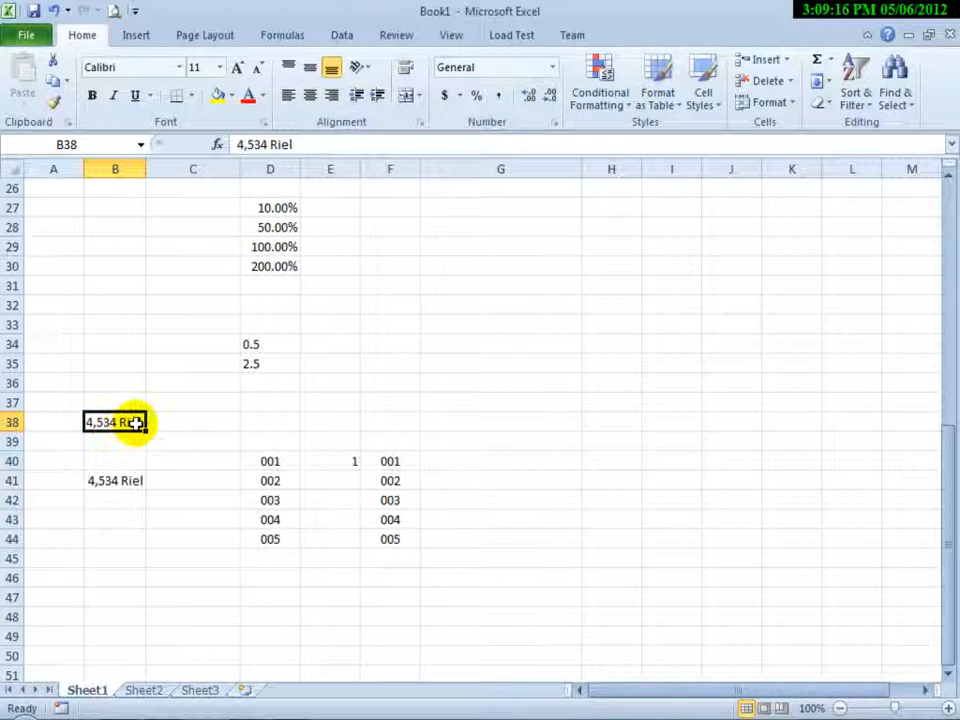 Book1 - Microsoft Excel
3:09:16 PM 05/06/2012
File Home Insert Page Layout Formulas Data Review View Load Test Team
Calibri 11 General
Insert
Delete
Format
Paste
B I U A $ % ,
Conditional Formatting
Format as Table
Cell Styles
Sort & Filter
Find & Select
Clipboard Font Alignment Number Styles Cells Editing
B38 fx 4,534 Riel
A B C D E F G H I J K L M
26
27 10.00%
28 50.00%
29 100.00%
30 200.00%
31
32
33
34 0.5
35 2.5
36
37
38 4,534 Riel
39
40 001 1 001
41 4,534 Riel 002 002
42 003 003
43 004 004
44 005 005
45
46
47
48
49
50
51
Sheet1 Sheet2 Sheet3
Ready 100%